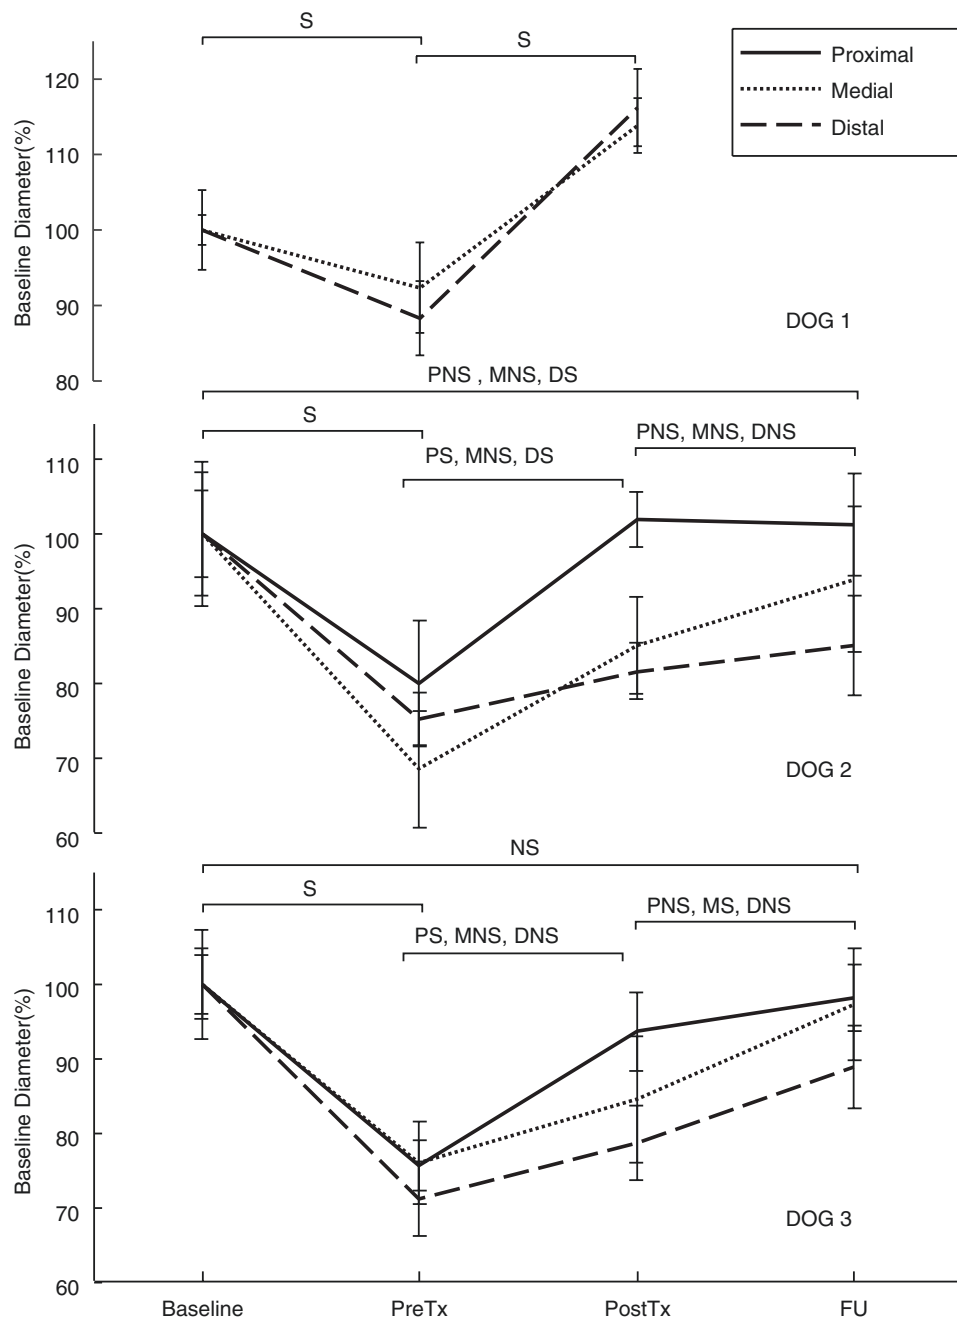 S
S
Proximal
Medial
Distal
120
110
100
90
80
Baseline Diameter(%)
DOG 1
PNS , MNS, DS
S
PS, MNS, DS
PNS, MNS, DNS
110
100
90
80
70
60
Baseline Diameter(%)
DOG 2
NS
S
PS, MNS, DNS
PNS, MS, DNS
110
100
90
80
70
60
Baseline Diameter(%)
DOG 3
Baseline PreTx PostTx FU